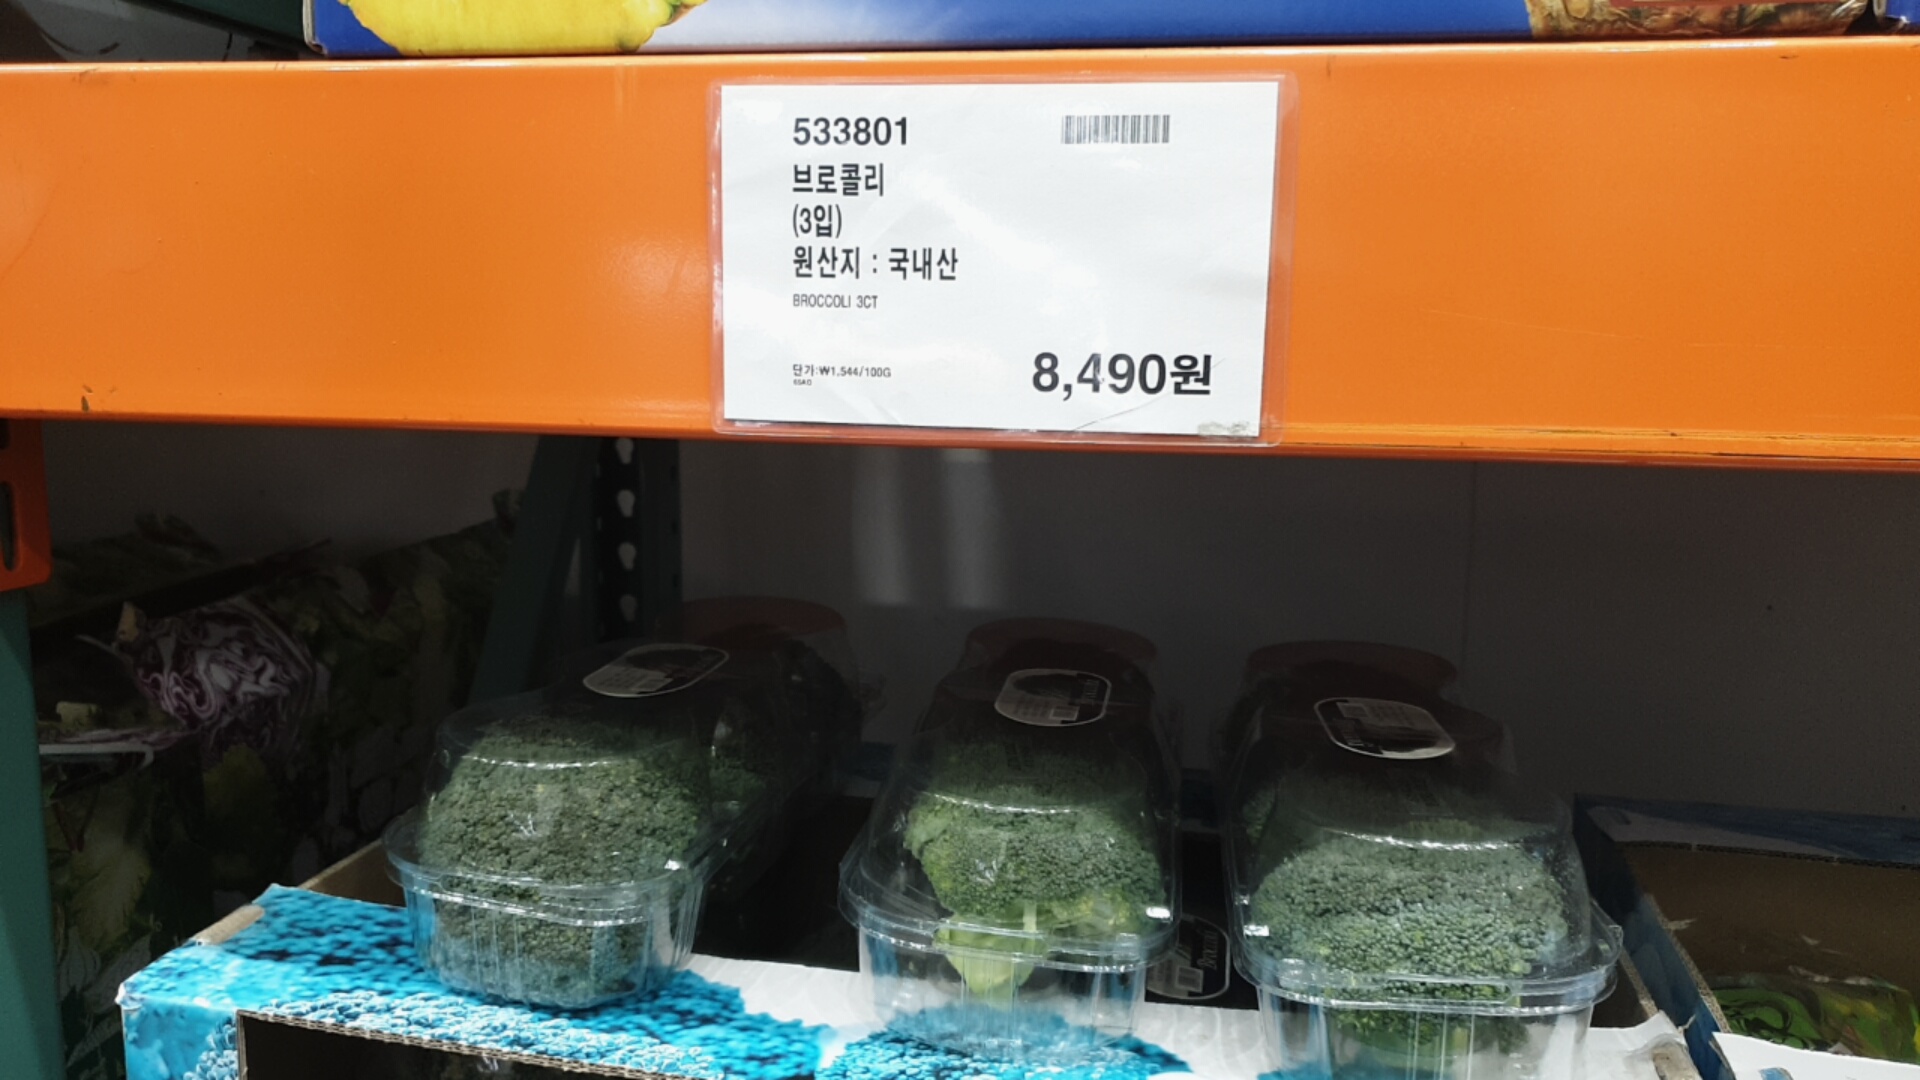 533801
브로콜리
(3입)
원산지 : 국내산
BROCCOLI 3CT
단가:₩1,544/100G
8,490원